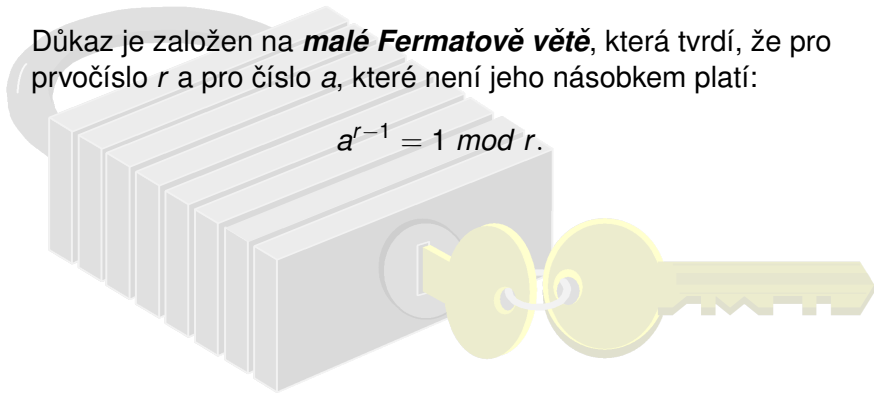 Důkaz je založen na malé Fermatově větě, která tvrdí, že pro
prvočíslo r a pro číslo a, které není jeho násobkem platí:
a^{r−1} = 1 mod r.